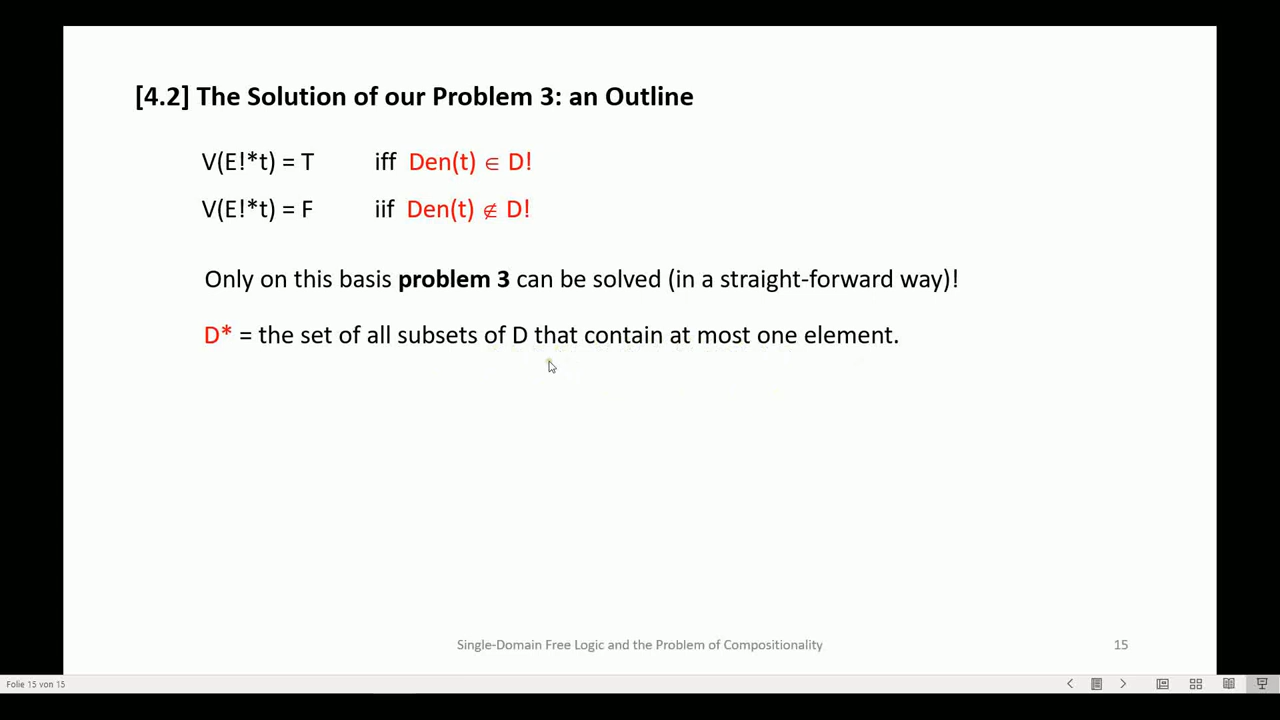 [4.2] The Solution of our Problem 3: an Outline
V(E!*t) = T iff Den(t) ∈ D!
V(E!*t) = F iif Den(t) ∉ D!
Only on this basis problem 3 can be solved (in a straight-forward way)!
D* = the set of all subsets of D that contain at most one element.
Single-Domain Free Logic and the Problem of Compositionality 15
Folie 15 von 15